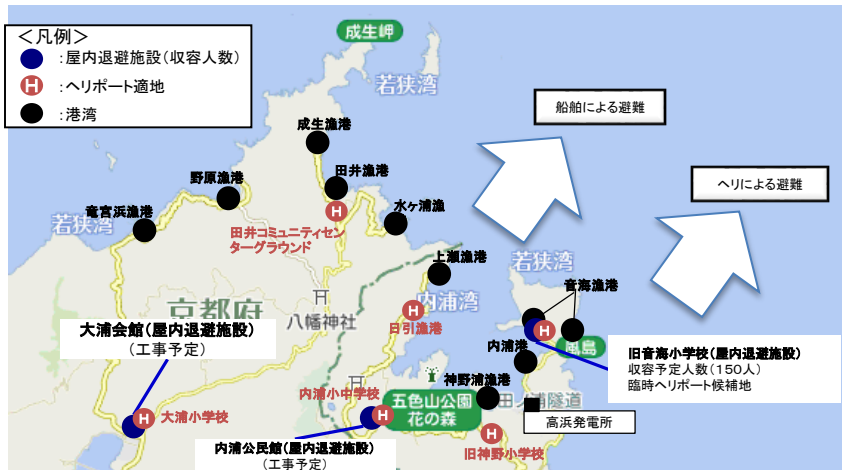 ＜凡例＞
：屋内退避施設（収容人数）
H ：ヘリポート適地
：港湾
成生岬
若狭湾
船舶による避難
成生漁港
田井漁港
野原漁港
ヘリによる避難
H
水ヶ浦漁
若狭湾
竜宮浜漁港
田井コミュニティセン
ターグラウンド
上瀬漁港
若狭湾
音海漁港
京都府
内浦湾
H
八幡神社
日引漁港
H
大浦会館（屋内退避施設）
（工事予定）
内浦港
風島
旧音海小学校（屋内退避施設）
収容予定人数（150人）
臨時ヘリポート候補地
内浦小中学校
神野浦漁港
五色山公園
花の森
H
田ノ浦隧道
H 大浦小学校
高浜発電所
H
内浦公民館（屋内退避施設）
（工事予定）
旧神野小学校